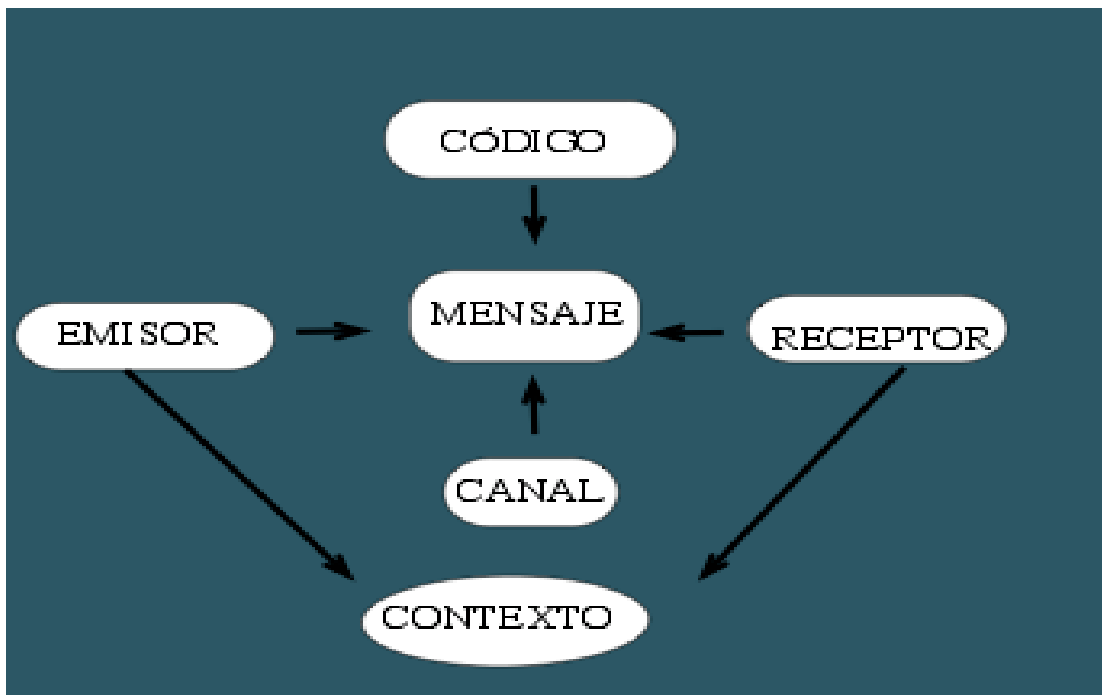 CÓDIGO
EMISOR
MENSAJE
RECEPTOR
CANAL
CONTEXTO